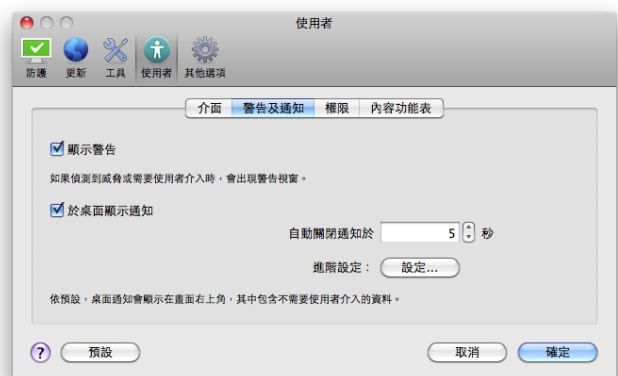 使用者
防護 更新 工具 使用者 其他選項
介面 警告及通知 權限 內容功能表
顯示警告
如果偵測到威脅或需要使用者介入時，會出現警告視窗。
於桌面顯示通知
自動關閉通知於 5 秒
進階設定： 設定...
依預設，桌面通知會顯示在畫面右上角，其中包含不需要使用者介入的資料。
? 預設 取消 確定